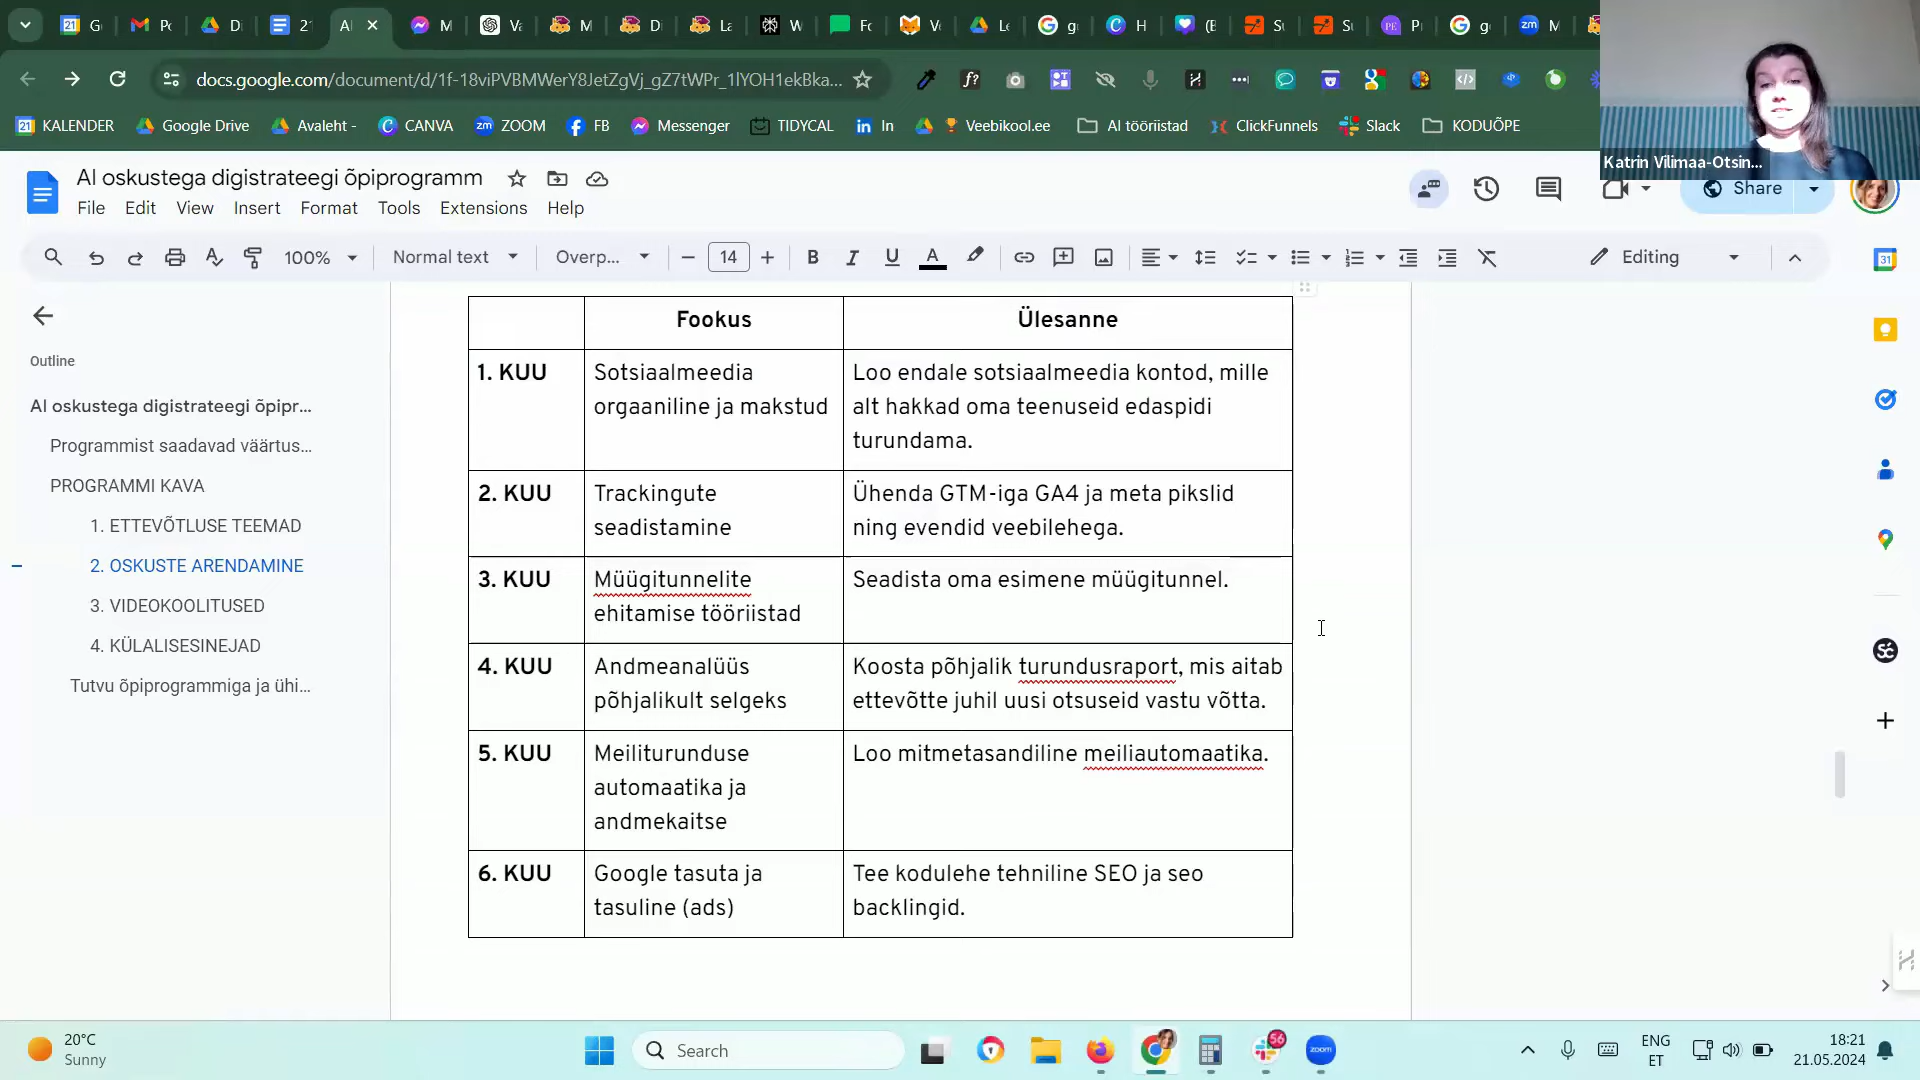 docs.google.com/document/d/1f-18viPVBMWerY8JetZgVj_gZ7tWPr_1lYOH1ekBka...
KALENDER Google Drive Avaleht - CANVA ZOOM FB Messenger TIDYCAL In Veebikool.ee AI tööriistad ClickFunnels Slack KODUÕPE
Katrin Vilimaa-Otsin...
AI oskustega digistrateegi õpiprogramm
File Edit View Insert Format Tools Extensions Help
Share
100% Normal text Overp... 14 Editing
Outline
AI oskustega digistrateegi õpipr...
Programmist saadavad väärtus...
PROGRAMMI KAVA
1. ETTEVÕTLUSE TEEMAD
2. OSKUSTE ARENDAMINE
3. VIDEOKOOLITUSED
4. KÜLALISESINEJAD
Tutvu õpiprogrammiga ja ühi...
Fookus Ülesanne
1. KUU
Sotsiaalmeedia
orgaaniline ja makstud
Loo endale sotsiaalmeedia kontod, mille
alt hakkad oma teenuseid edaspidi
turundama.
2. KUU
Trackingute
seadistamine
Ühenda GTM-iga GA4 ja meta pikslid
ning evendid veebilehega.
3. KUU
Müügitunnelite
ehitamise tööriistad
Seadista oma esimene müügitunnel.
4. KUU
Andmeanalüüs
põhjalikult selgeks
Koosta põhjalik turundusraport, mis aitab
ettevõtte juhil uusi otsuseid vastu võtta.
5. KUU
Meiliturunduse
automaatika ja
andmekaitse
Loo mitmetasandiline meiliautomaatika.
6. KUU
Google tasuta ja
tasuline (ads)
Tee kodulehe tehniline SEO ja seo
backlingid.
20°C
Sunny
Search
56
zoom
ENG
ET
18:21
21.05.2024